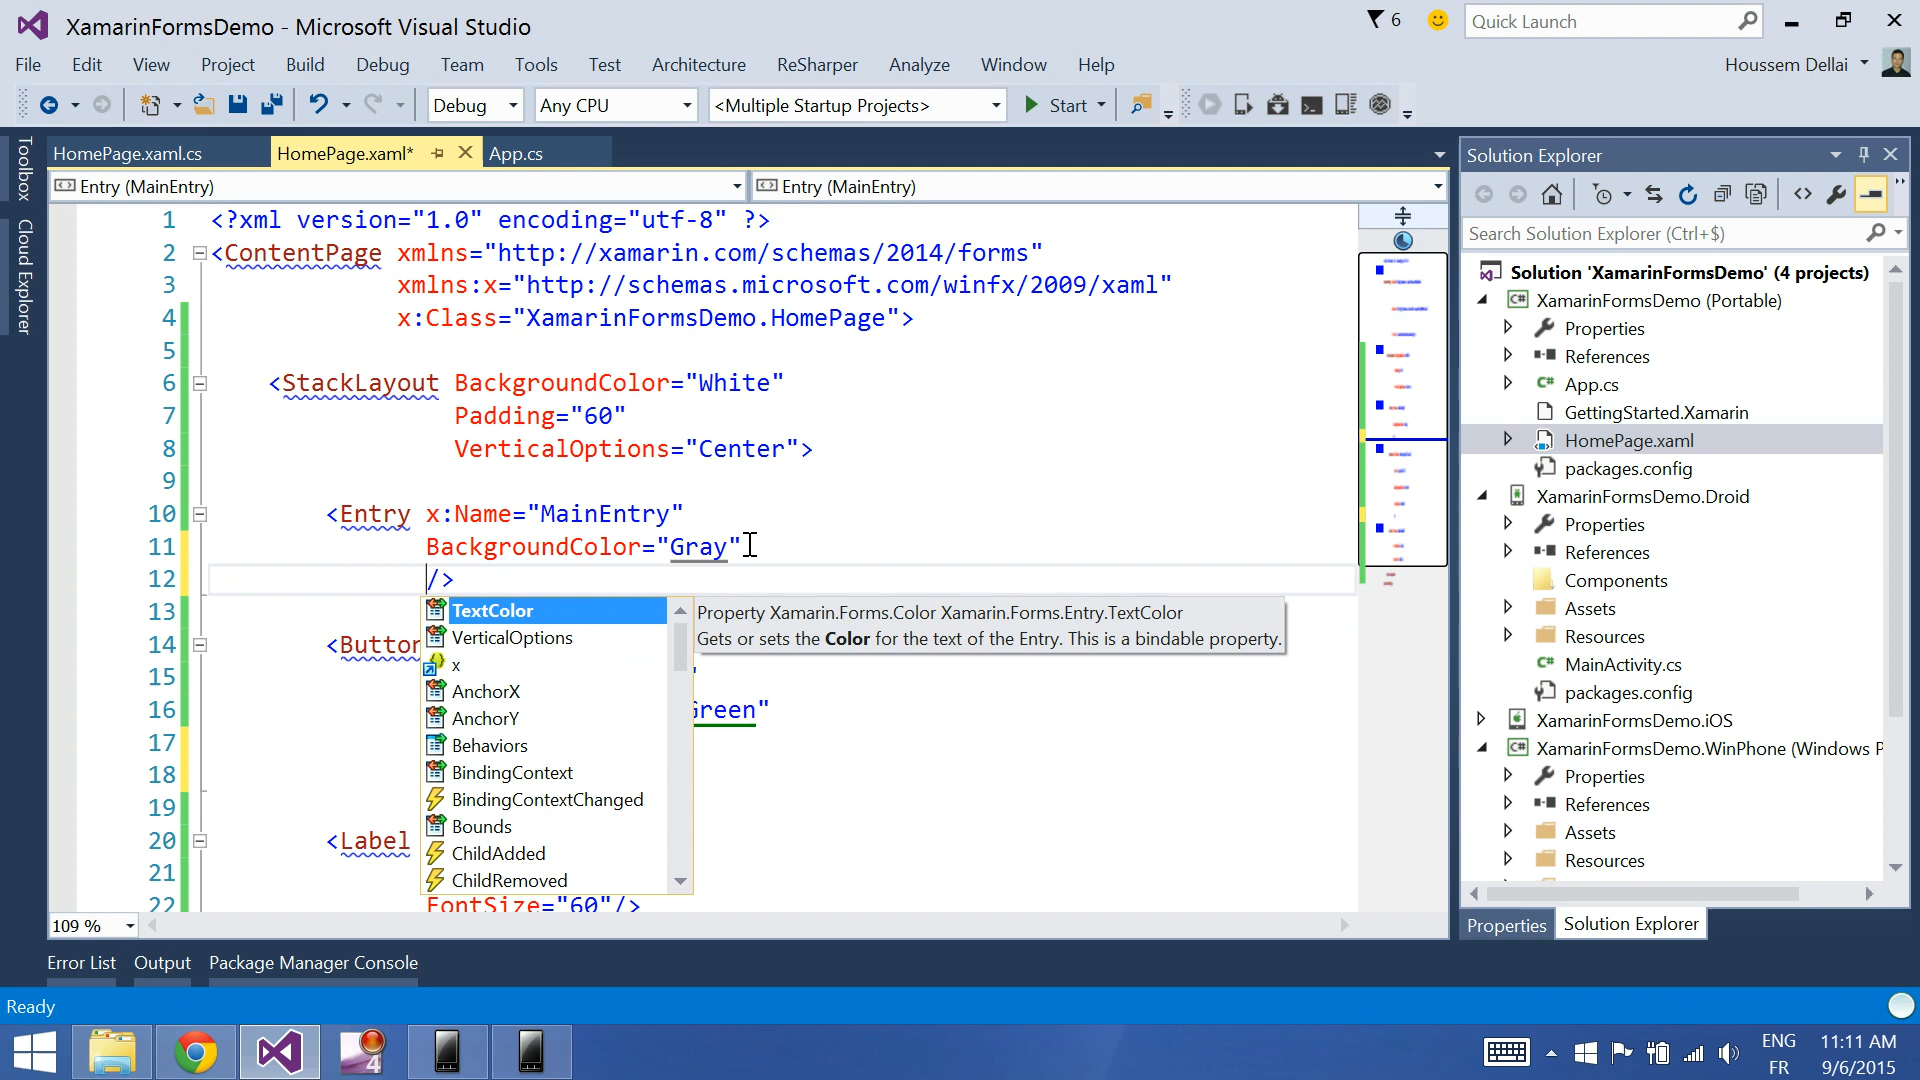 XamarinFormsDemo - Microsoft Visual Studio
6
Quick Launch
File Edit View Project Build Debug Team Tools Test Architecture ReSharper Analyze Window Help
Houssem Dellai
Debug Any CPU <Multiple Startup Projects> Start
Toolbox
Cloud Explorer
HomePage.xaml.cs HomePage.xaml* App.cs
Entry (MainEntry) Entry (MainEntry)
1 <?xml version="1.0" encoding="utf-8" ?>
2 <ContentPage xmlns="http://xamarin.com/schemas/2014/forms"
3 xmlns:x="http://schemas.microsoft.com/winfx/2009/xaml"
4 x:Class="XamarinFormsDemo.HomePage">
5
6 <StackLayout BackgroundColor="White"
7 Padding="60"
8 VerticalOptions="Center">
9
10 <Entry x:Name="MainEntry"
11 BackgroundColor="Gray"
12 />
13
14 <Button
15 "
16 Green"
17
18
19
20 <Label
21
22 FontSize="60"/>
TextColor
VerticalOptions
x
AnchorX
AnchorY
Behaviors
BindingContext
BindingContextChanged
Bounds
ChildAdded
ChildRemoved
Property Xamarin.Forms.Color Xamarin.Forms.Entry.TextColor
Gets or sets the Color for the text of the Entry. This is a bindable property.
109 %
Solution Explorer
Search Solution Explorer (Ctrl+$)
Solution 'XamarinFormsDemo' (4 projects)
XamarinFormsDemo (Portable)
Properties
References
App.cs
GettingStarted.Xamarin
HomePage.xaml
packages.config
XamarinFormsDemo.Droid
Properties
References
Components
Assets
Resources
MainActivity.cs
packages.config
XamarinFormsDemo.iOS
XamarinFormsDemo.WinPhone (Windows P
Properties
References
Assets
Resources
Properties Solution Explorer
Error List Output Package Manager Console
Ready
4
ENG
FR
11:11 AM
9/6/2015